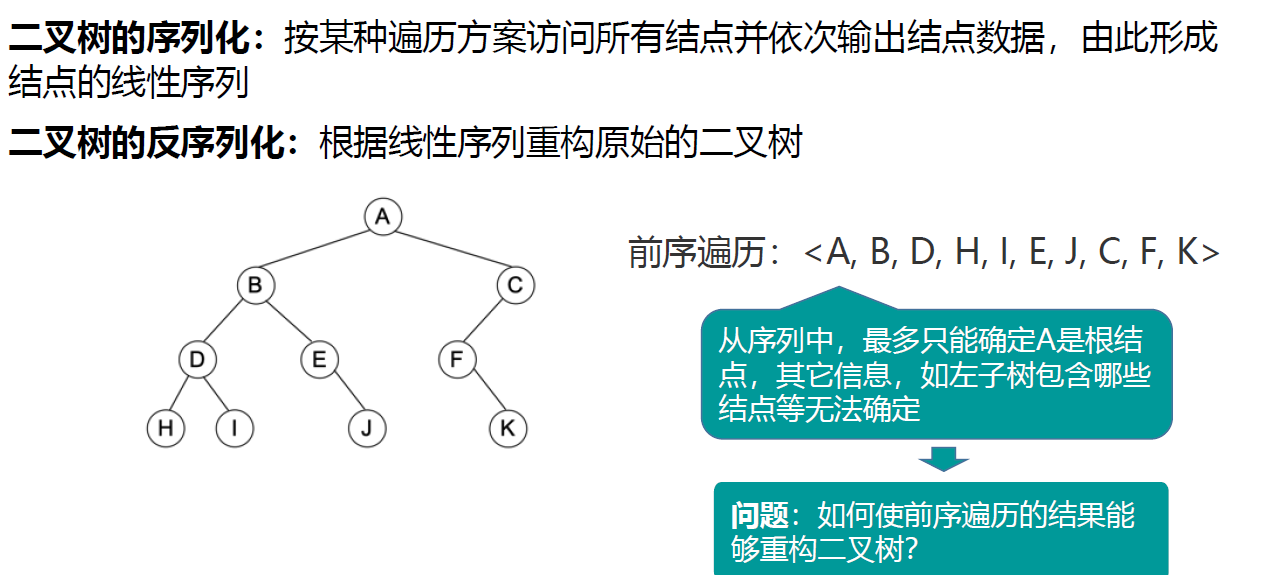 二叉树的序列化：按某种遍历方案访问所有结点并依次输出结点数据，由此形成
结点的线性序列
二叉树的反序列化：根据线性序列重构原始的二叉树
A
B
C
D
E
F
H
I
J
K
前序遍历：<A, B, D, H, I, E, J, C, F, K>
从序列中，最多只能确定A是根结
点，其它信息，如左子树包含哪些
结点等无法确定
问题：如何使前序遍历的结果能
够重构二叉树？